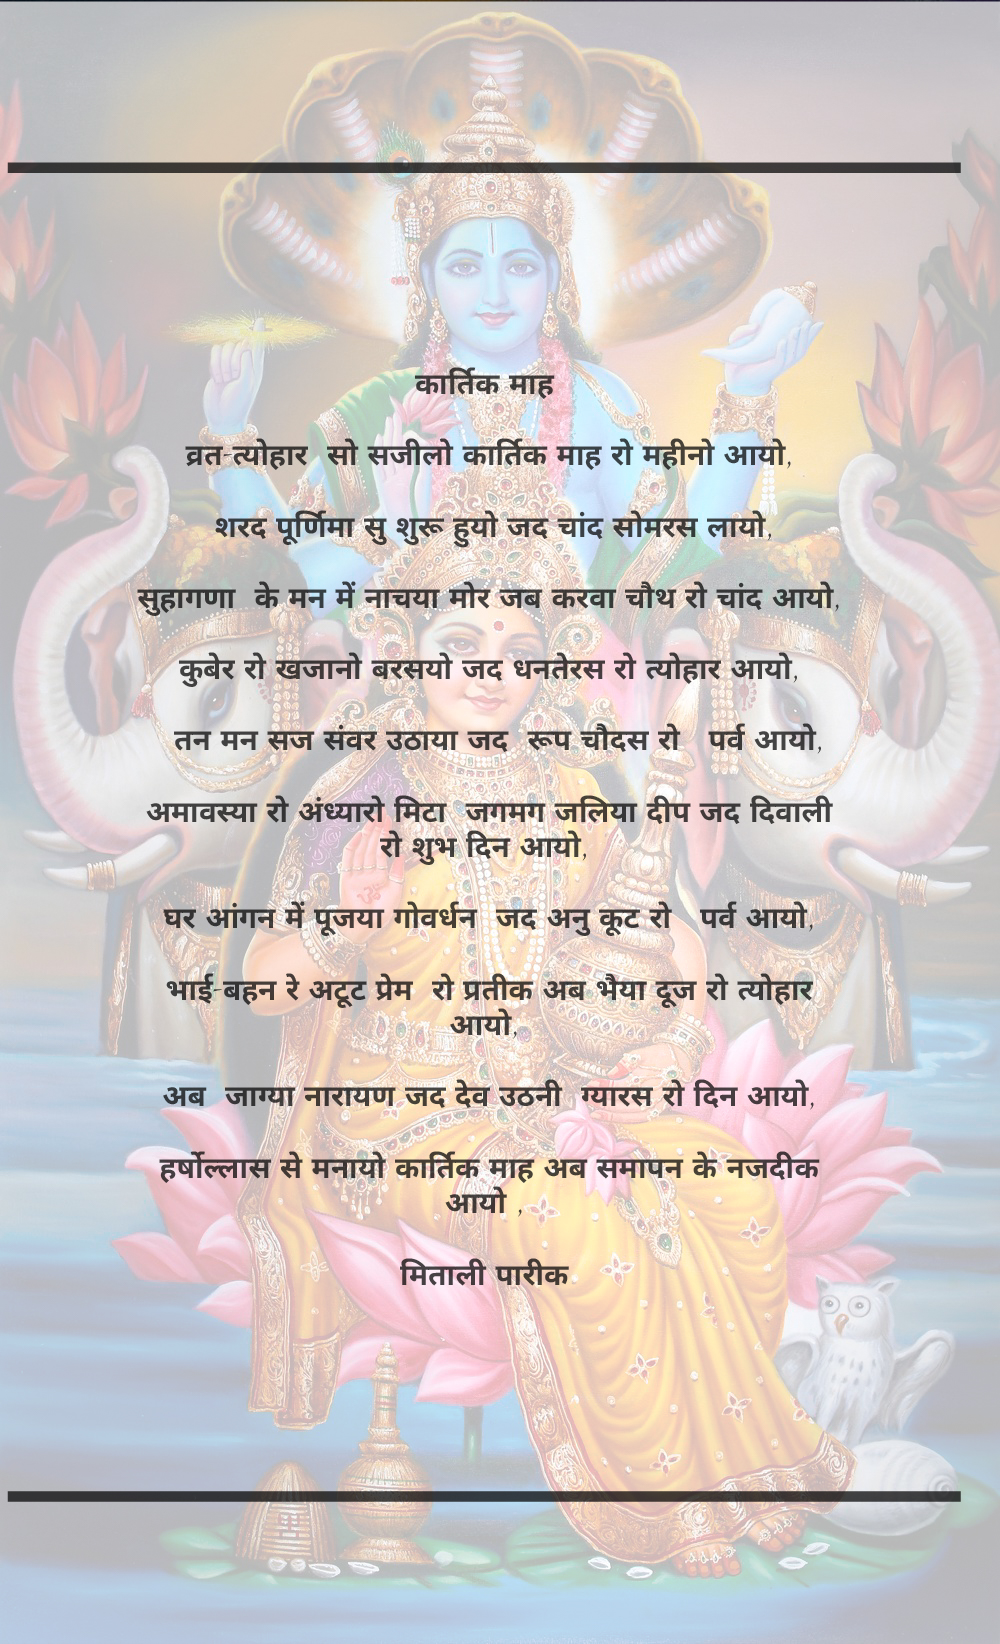 कार्तिक माह
व्रत-त्योहार सो सजीलो कार्तिक माह रो महीनो आयो,
शरद पूर्णिमा सु शुरू हुयो जद चांद सोमरस लायो,
सुहागणा के मन में नाचया मोर जब करवा चौथ रो चांद आयो,
कुबेर रो खजानो बरसयो जद धनतेरस रो त्योहार आयो,
तन मन सज संवर उठाया जद रूप चौदस रो पर्व आयो,
अमावस्या रो अंध्यारो मिटा जगमग जलिया दीप जद दिवाली
रो शुभ दिन आयो,
घर आंगन में पूजया गोवर्धन जद अनु कूट रो पर्व आयो,
भाई-बहन रे अटूट प्रेम रो प्रतीक अब भैया दूज रो त्योहार
आयो,
अब जाग्या नारायण जद देव उठनी ग्यारस रो दिन आयो,
हर्षोल्लास से मनायो कार्तिक माह अब समापन के नजदीक
आयो ,
मिताली पारीक